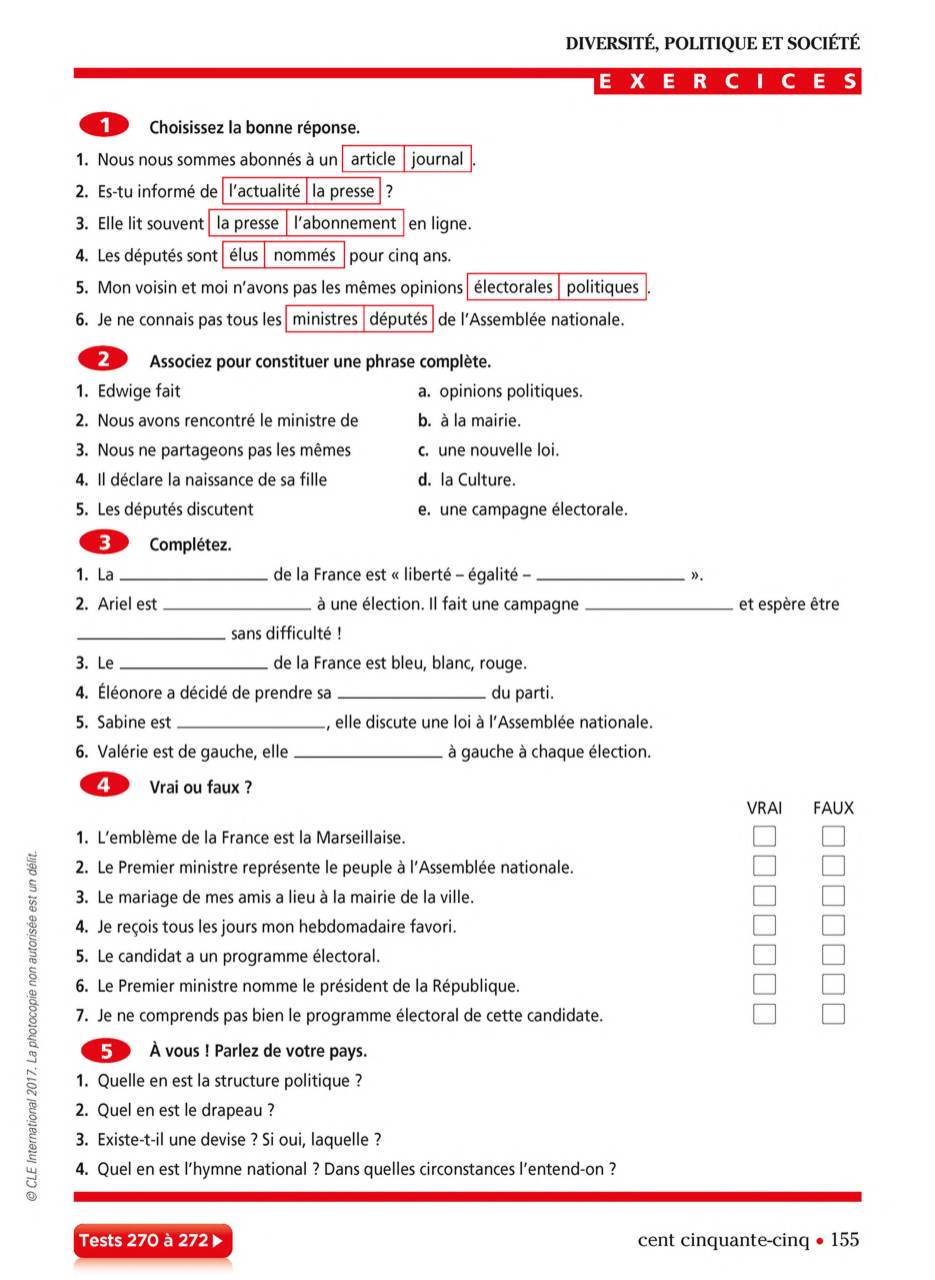 DIVERSITÉ, POLITIQUE ET SOCIÉTÉ
EXERCICES
1 Choisissez la bonne réponse.
1. Nous nous sommes abonnés à un article journal .
2. Es-tu informé de l'actualité la presse ?
3. Elle lit souvent la presse l'abonnement en ligne.
4. Les députés sont élus nommés pour cinq ans.
5. Mon voisin et moi n'avons pas les mêmes opinions électorales politiques .
6. Je ne connais pas tous les ministres députés de l'Assemblée nationale.
2 Associez pour constituer une phrase complète.
1. Edwige fait a. opinions politiques.
2. Nous avons rencontré le ministre de b. à la mairie.
3. Nous ne partageons pas les mêmes c. une nouvelle loi.
4. Il déclare la naissance de sa fille d. la Culture.
5. Les députés discutent e. une campagne électorale.
3 Complétez.
1. La ________ de la France est « liberté – égalité – ________ ».
2. Ariel est ________ à une élection. Il fait une campagne ________ et espère être
________ sans difficulté !
3. Le ________ de la France est bleu, blanc, rouge.
4. Éléonore a décidé de prendre sa ________ du parti.
5. Sabine est ________, elle discute une loi à l'Assemblée nationale.
6. Valérie est de gauche, elle ________ à gauche à chaque élection.
4 Vrai ou faux ?
VRAI FAUX
1. L'emblème de la France est la Marseillaise.
2. Le Premier ministre représente le peuple à l'Assemblée nationale.
3. Le mariage de mes amis a lieu à la mairie de la ville.
4. Je reçois tous les jours mon hebdomadaire favori.
5. Le candidat a un programme électoral.
6. Le Premier ministre nomme le président de la République.
7. Je ne comprends pas bien le programme électoral de cette candidate.
5 À vous ! Parlez de votre pays.
1. Quelle en est la structure politique ?
2. Quel en est le drapeau ?
3. Existe-t-il une devise ? Si oui, laquelle ?
4. Quel en est l'hymne national ? Dans quelles circonstances l'entend-on ?
© CLE International 2017. La photocopie non autorisée est un délit.
Tests 270 à 272
cent cinquante-cinq • 155